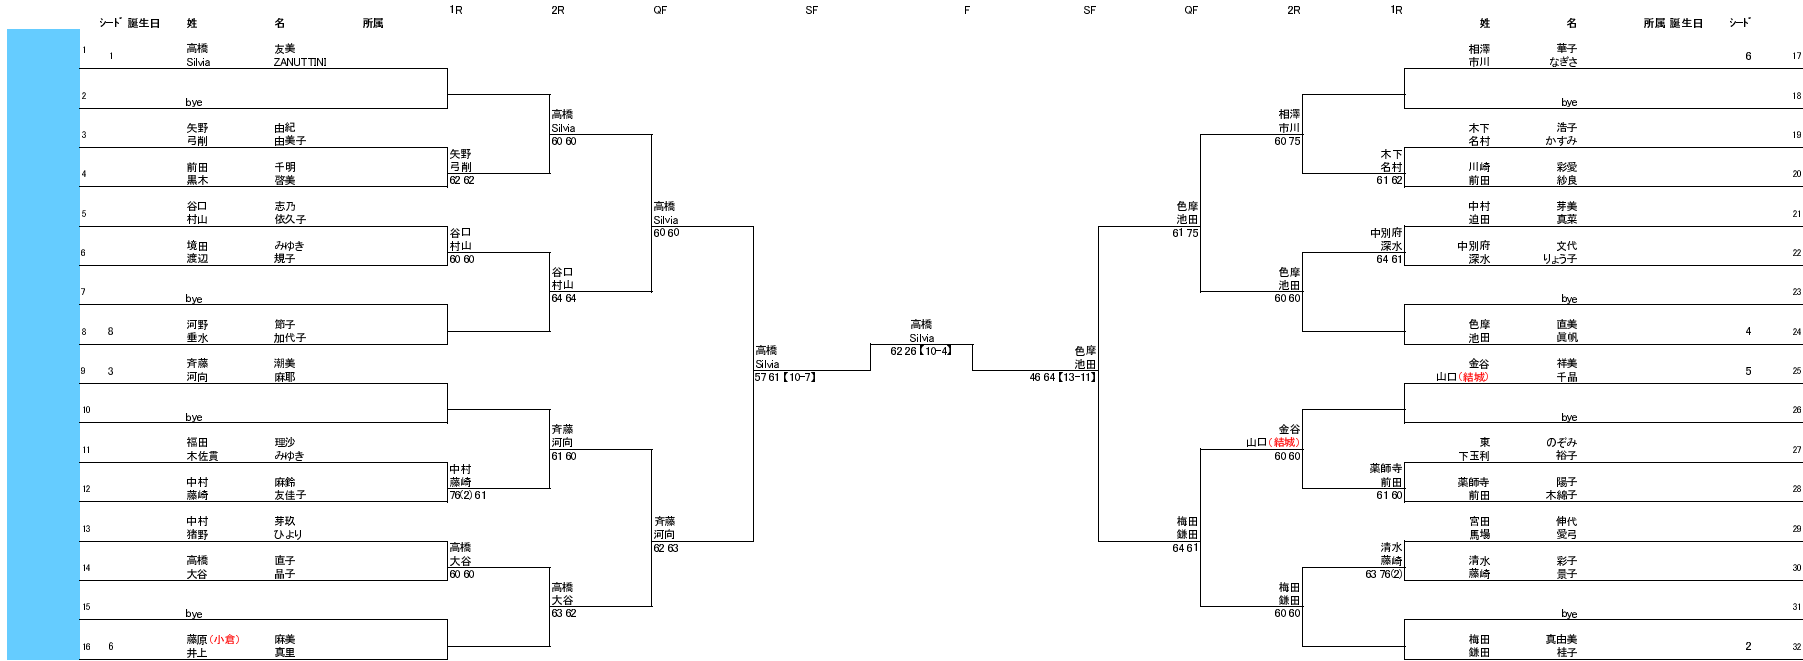 1R 2R QF SF F SF QF 2R 1R
シード 誕生日 姓 名 所属 姓 名 所属 誕生日 シード
1 1 高橋 友美
Silvia ZANUTTINI
2 bye
3 矢野 由紀
弓削 由美子
4 前田 千明
黒木 啓美
5 谷口 志乃
村山 依久子
6 境田 みゆき
渡辺 規子
7 bye
8 8 河野 節子
垂水 加代子
9 3 斉藤 潮美
河向 麻耶
10 bye
11 福田 理沙
木佐貫 みゆき
12 中村 麻鈴
藤崎 友佳子
13 中村 芽玖
猪野 ひより
14 高橋 直子
大谷 晶子
15 bye
16 6 藤原(小倉) 麻美
井上 真里
矢野
弓削
62 62
谷口
村山
60 60
中村
藤崎
76(2) 61
高橋
大谷
60 60
高橋
Silvia
60 60
谷口
村山
64 64
斉藤
河向
61 60
高橋
大谷
63 62
高橋
Silvia
60 60
斉藤
河向
62 63
高橋
Silvia
57 61【10-7】
高橋
Silvia
62 26【10-4】
色摩
池田
46 64【13-11】
色摩
池田
61 75
梅田
鎌田
64 61
相澤
市川
60 75
色摩
池田
60 60
金谷
山口(結城)
60 60
梅田
鎌田
60 60
木下
名村
61 62
中別府
深水
64 61
薬師寺
前田
61 60
清水
藤崎
63 76(2)
相澤 華子 6 17
市川 なぎさ
bye 18
木下 浩子 19
名村 かすみ
川崎 彩愛 20
前田 紗良
中村 芽美 21
迫田 真菜
中別府 文代 22
深水 りょう子
bye 23
色摩 直美 4 24
池田 眞帆
金谷 祥美 5 25
山口(結城) 千晶
bye 26
東 のぞみ 27
下玉利 裕子
薬師寺 陽子 28
前田 木綿子
宮田 伸代 29
馬場 愛弓
清水 彩子 30
藤崎 景子
bye 31
梅田 真由美 2 32
鎌田 桂子